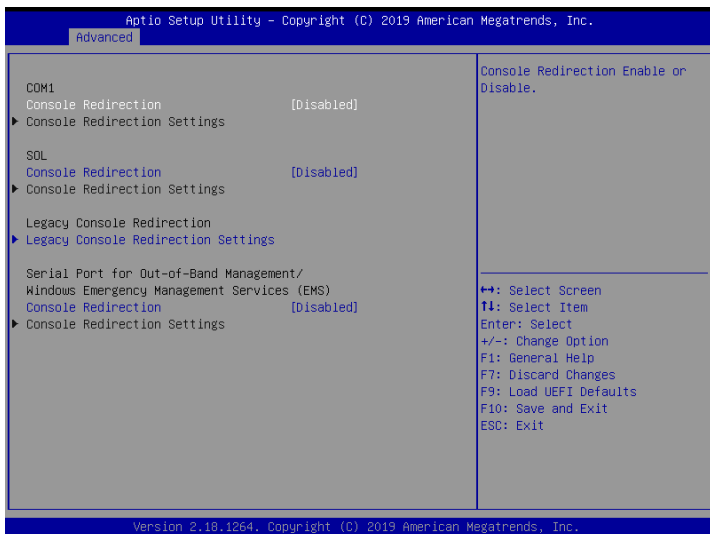 Aptio Setup Utility – Copyright (C) 2019 American Megatrends, Inc.
Advanced
COM1
Console Redirection [Disabled]
▶ Console Redirection Settings
SOL
Console Redirection [Disabled]
▶ Console Redirection Settings
Legacy Console Redirection
▶ Legacy Console Redirection Settings
Serial Port for Out-of-Band Management/
Windows Emergency Management Services (EMS)
Console Redirection [Disabled]
▶ Console Redirection Settings
Console Redirection Enable or
Disable.
↔: Select Screen
↑↓: Select Item
Enter: Select
+/-: Change Option
F1: General Help
F7: Discard Changes
F9: Load UEFI Defaults
F10: Save and Exit
ESC: Exit
Version 2.18.1264. Copyright (C) 2019 American Megatrends, Inc.